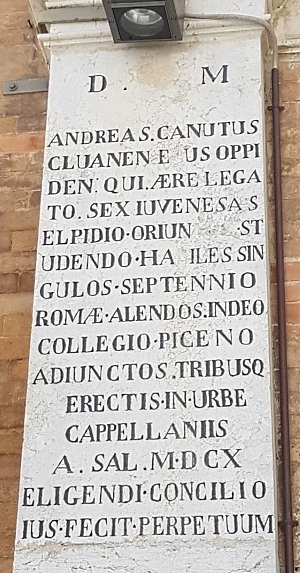 D . M
ANDREAS. CANUTUS
CLUANEN E US OPPI
DEN. QUI. ÆRE LEGA
TO. SEX IUVENES A S
ELPIDIO · ORIUN ST
UDENDO · HA ILES SIN
GULOS · SEPTENNIO
ROMÆ · ALENDOS. INDEO
COLLEGIO · PICENO
ADIUNCTOS. TRIBUSQ
ERECTIS · IN · URBE
CAPPELLANIIS
A. SAL. M · D CX
ELIGENDI · CONCILIO
IUS · FECIT · PERPETUUM